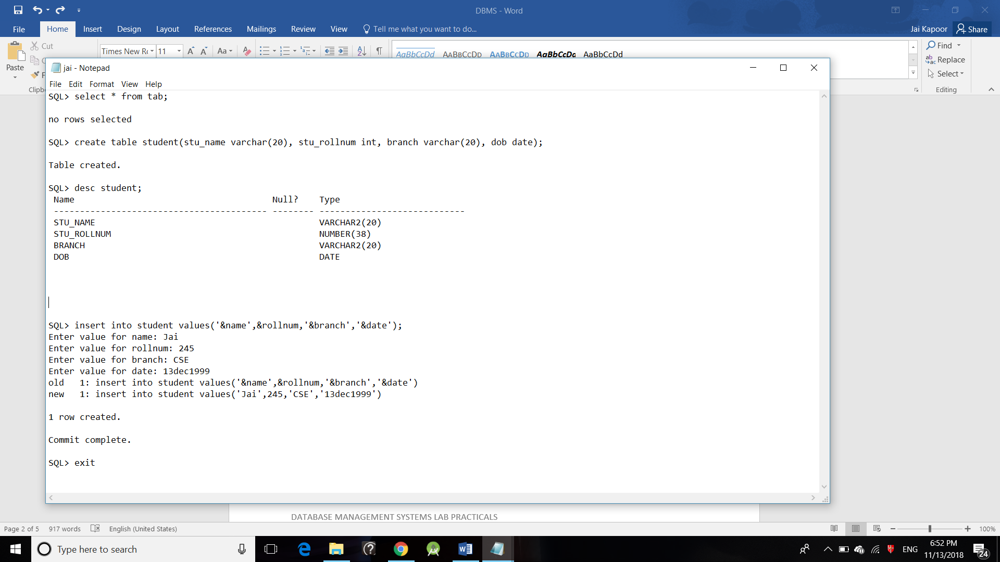 DBMS - Word
File Home Insert Design Layout References Mailings Review View Tell me what you want to do... Jai Kapoor Share
Cut
Times New Rc 11 Aa AaBbCcDd AABBCCDD AABBCCDD AaBbCcDc AaBbCcDd Find
Paste Replace
Select
Clipb Editing
jai - Notepad
File Edit Format View Help
SQL> select * from tab;
no rows selected
SQL> create table student(stu_name varchar(20), stu_rollnum int, branch varchar(20), dob date);
Table created.
SQL> desc student;
Name Null? Type
----------------------------------------- -------- ----------------------------
STU_NAME VARCHAR2(20)
STU_ROLLNUM NUMBER(38)
BRANCH VARCHAR2(20)
DOB DATE
SQL> insert into student values('&name',&rollnum,'&branch','&date');
Enter value for name: Jai
Enter value for rollnum: 245
Enter value for branch: CSE
Enter value for date: 13dec1999
old 1: insert into student values('&name',&rollnum,'&branch','&date')
new 1: insert into student values('Jai',245,'CSE','13dec1999')
1 row created.
Commit complete.
SQL> exit
DATABASE MANAGEMENT SYSTEMS LAB PRACTICALS
Page 2 of 5 917 words English (United States) 100%
Type here to search ENG 6:52 PM
11/13/2018 24